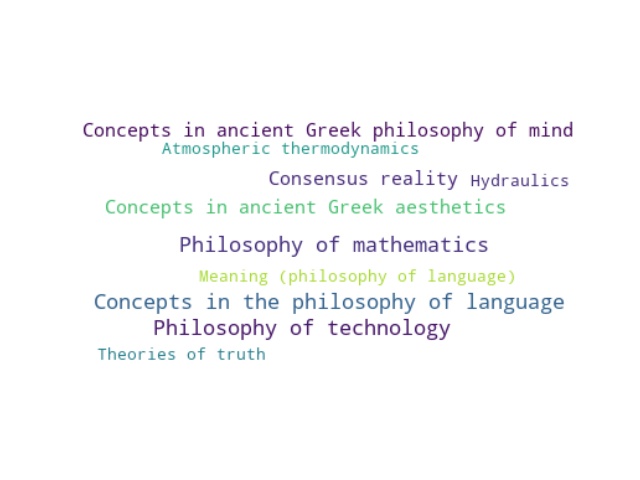 Concepts in ancient Greek philosophy of mind
Atmospheric thermodynamics
Consensus reality Hydraulics
Concepts in ancient Greek aesthetics
Philosophy of mathematics
Meaning (philosophy of language)
Concepts in the philosophy of language
Philosophy of technology
Theories of truth